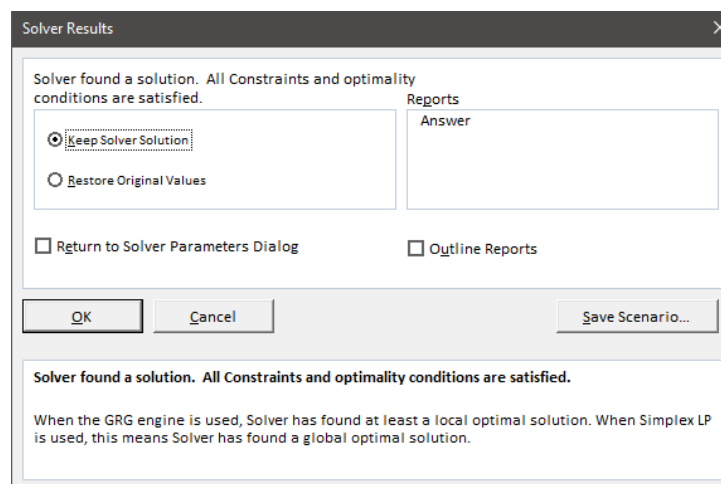 Solver Results
Solver found a solution. All Constraints and optimality
conditions are satisfied.
Reports
Answer
Keep Solver Solution
Restore Original Values
Return to Solver Parameters Dialog
Outline Reports
OK
Cancel
Save Scenario...
Solver found a solution. All Constraints and optimality conditions are satisfied.
When the GRG engine is used, Solver has found at least a local optimal solution. When Simplex LP
is used, this means Solver has found a global optimal solution.